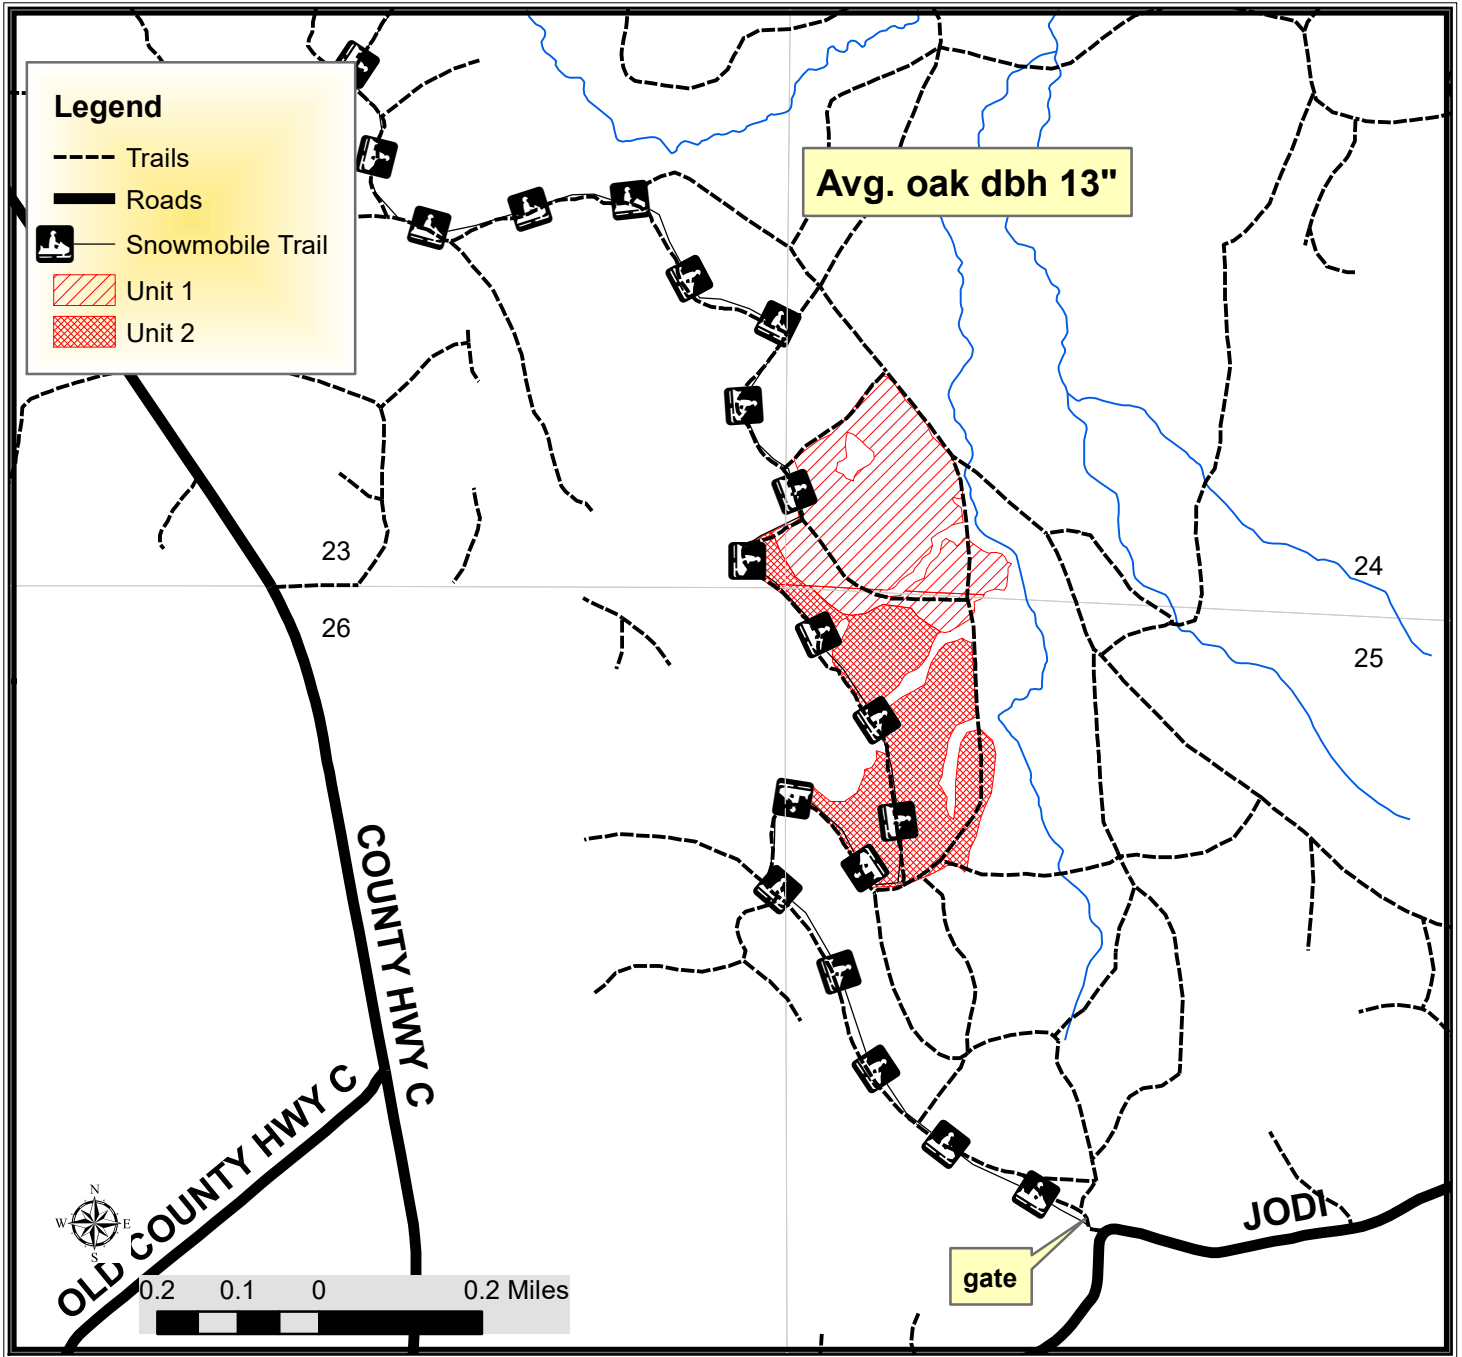 Legend
Trails
Roads
Snowmobile Trail
Unit 1
Unit 2
Avg. oak dbh 13"
23
24
26
25
COUNTY HWY C
OLD COUNTY HWY C
N
W E
S
JODI
gate
0.2 0.1 0 0.2 Miles